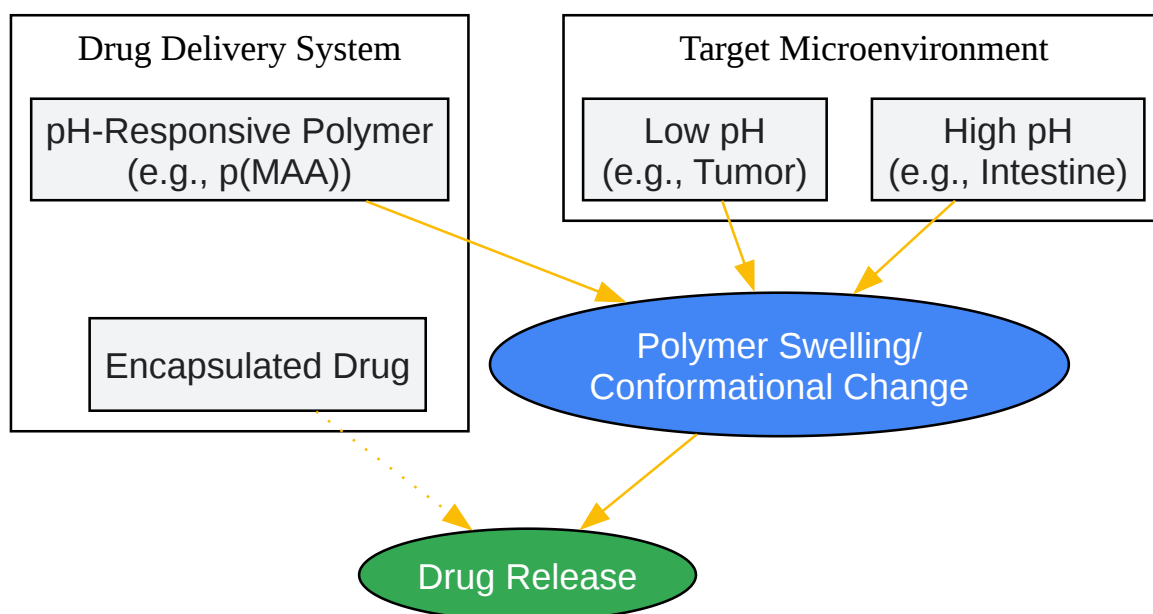 Drug Delivery System
pH-Responsive Polymer
(e.g., p(MAA))
Encapsulated Drug
Target Microenvironment
Low pH
(e.g., Tumor)
High pH
(e.g., Intestine)
Polymer Swelling/
Conformational Change
Drug Release